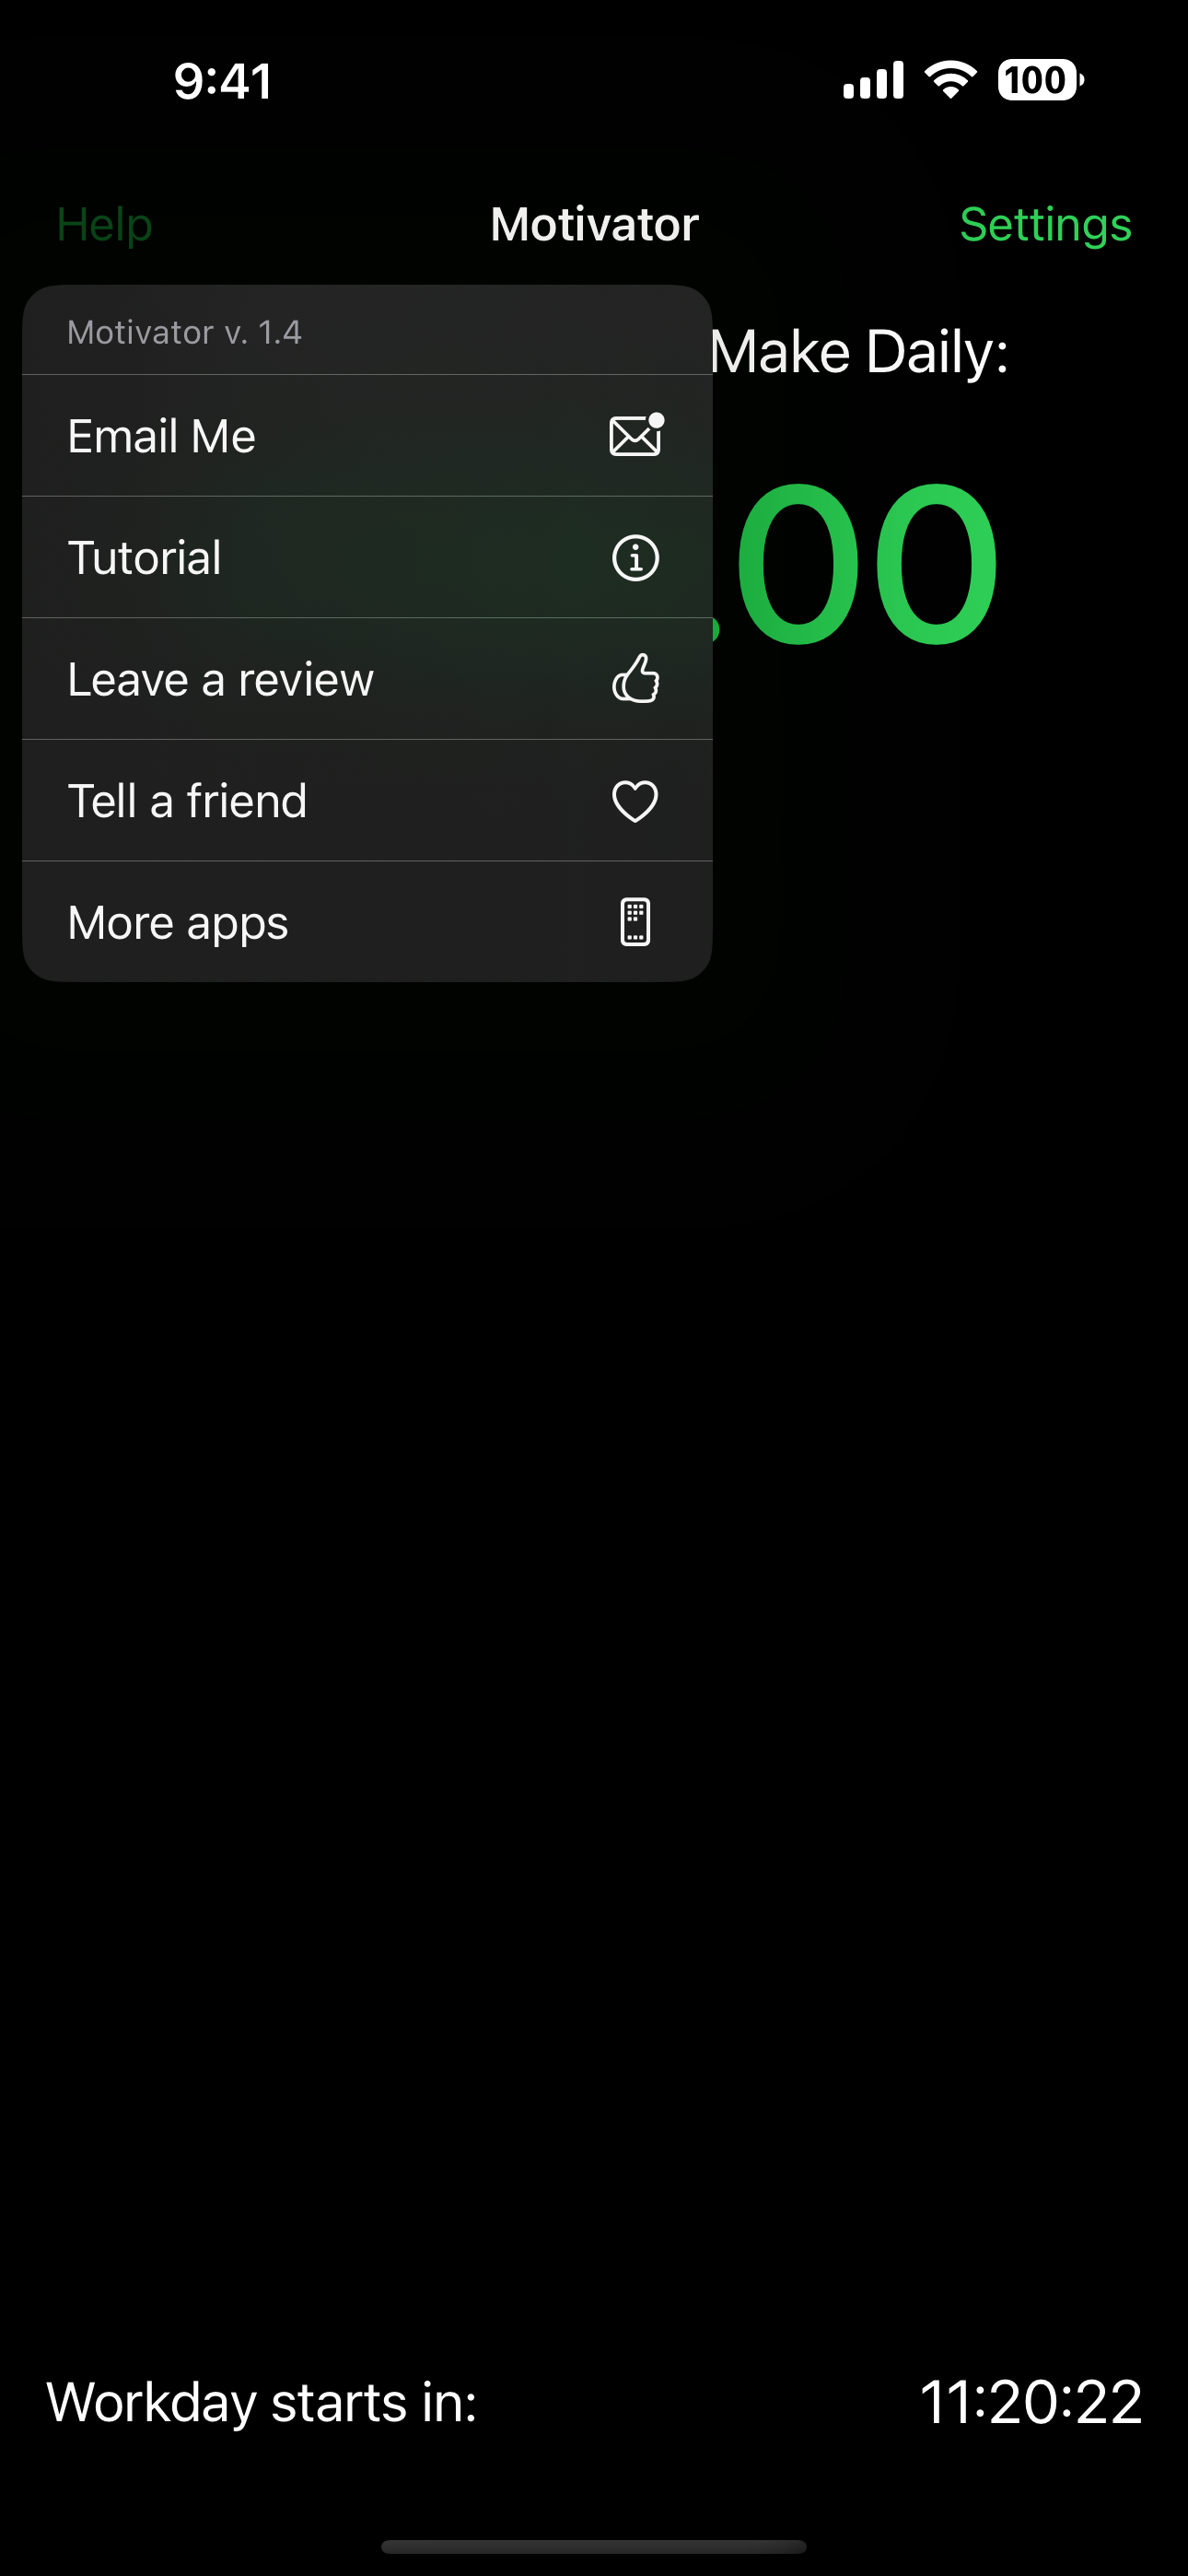 9:41
100
Help Motivator Settings
Motivator v. 1.4
Make Daily:
Email Me
.00
Tutorial
Leave a review
Tell a friend
More apps
Workday starts in: 11:20:22